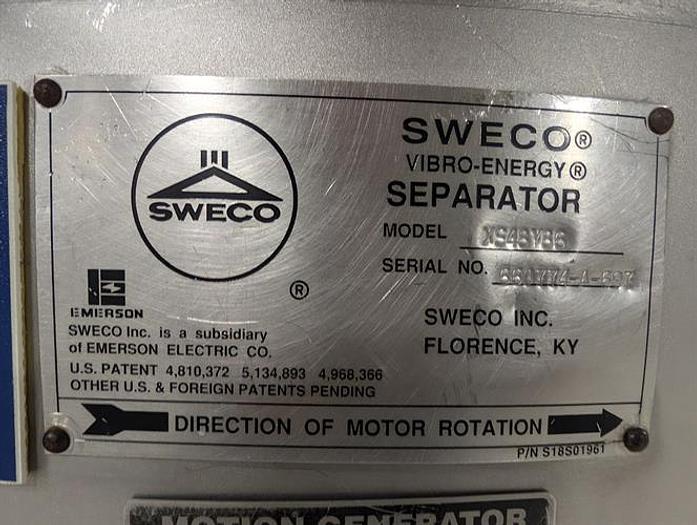 SWECO
®
EMERSON
SWECO Inc. is a subsidiary
of EMERSON ELECTRIC CO.
U.S. PATENT 4,810,372 5,134,893 4,968,366
OTHER U.S. & FOREIGN PATENTS PENDING
SWECO®
VIBRO-ENERGY®
SEPARATOR
MODEL
SERIAL NO.
SWECO INC.
FLORENCE, KY
DIRECTION OF MOTOR ROTATION
P/N S18S01961
MOTION GENERATOR